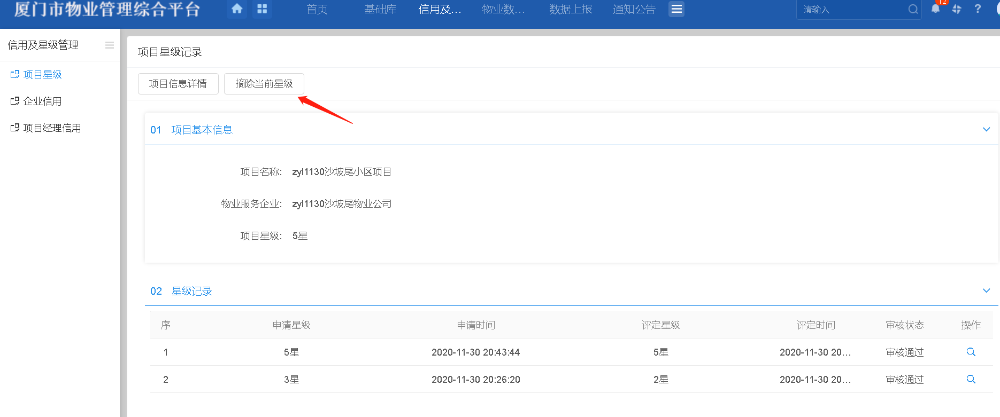 厦门市物业管理综合平台
首页 基础库 信用及... 物业数... 数据上报 通知公告
请输入
12
?
信用及星级管理
项目星级
企业信用
项目经理信用
项目星级记录
项目信息详情 摘除当前星级
01 项目基本信息
项目名称: zyl1130沙坡尾小区项目
物业服务企业: zyl1130沙坡尾物业公司
项目星级: 5星
02 星级记录
序 申请星级 申请时间 评定星级 评定时间 审核状态 操作
1 5星 2020-11-30 20:43:44 5星 2020-11-30 20... 审核通过
2 3星 2020-11-30 20:26:20 2星 2020-11-30 20... 审核通过